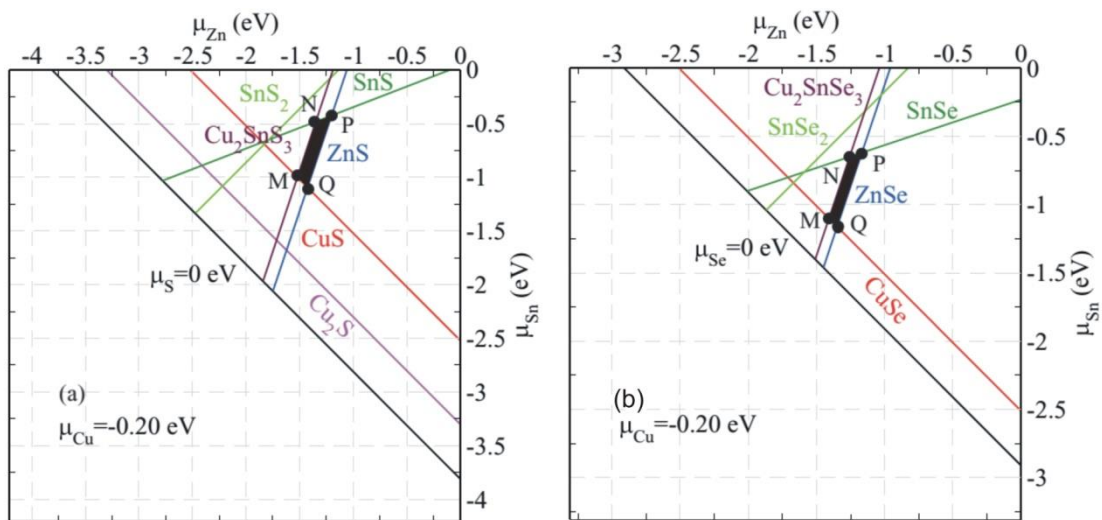 μZn (eV)
-4 -3.5 -3 -2.5 -2 -1.5 -1 -0.5 0
0
SnS2
N
SnS
-0.5
P
Cu2SnS3
ZnS
M
Q
-1
CuS
-1.5
μS=0 eV
-2
μSn (eV)
Cu2S
-2.5
-3
(a)
μCu=-0.20 eV
-3.5
-4
μZn (eV)
-3 -2.5 -2 -1.5 -1 -0.5 0
0
Cu2SnSe3
SnSe
SnSe2
-0.5
P
N
ZnSe
M
Q
-1
μSe=0 eV
-1.5
μSn (eV)
CuSe
-2
(b)
μCu=-0.20 eV
-2.5
-3